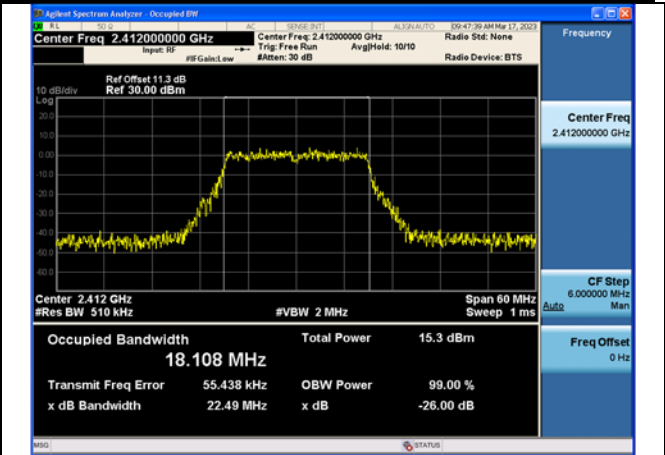 Agilent Spectrum Analyzer - Occupied BW
RL 50 Ω AC SENSE:INT ALIGN AUTO 09:47:39 AM Mar 17, 2023
Center Freq 2.412000000 GHz
Input: RF
#IFGain:Low
Center Freq: 2.412000000 GHz
Trig: Free Run Avg|Hold: 10/10
#Atten: 30 dB
Radio Std: None
Radio Device: BTS
Frequency
Ref Offset 11.3 dB
10 dB/div Ref 30.00 dBm
Log
20.0
10.0
0.00
-10.0
-20.0
-30.0
-40.0
-50.0
-60.0
Center Freq
2.412000000 GHz
Center 2.412 GHz Span 60 MHz
#Res BW 510 kHz #VBW 2 MHz Sweep 1 ms
CF Step
6.000000 MHz
Auto Man
Occupied Bandwidth Total Power 15.3 dBm
18.108 MHz
Transmit Freq Error 55.438 kHz OBW Power 99.00 %
x dB Bandwidth 22.49 MHz x dB -26.00 dB
Freq Offset
0 Hz
MSG STATUS